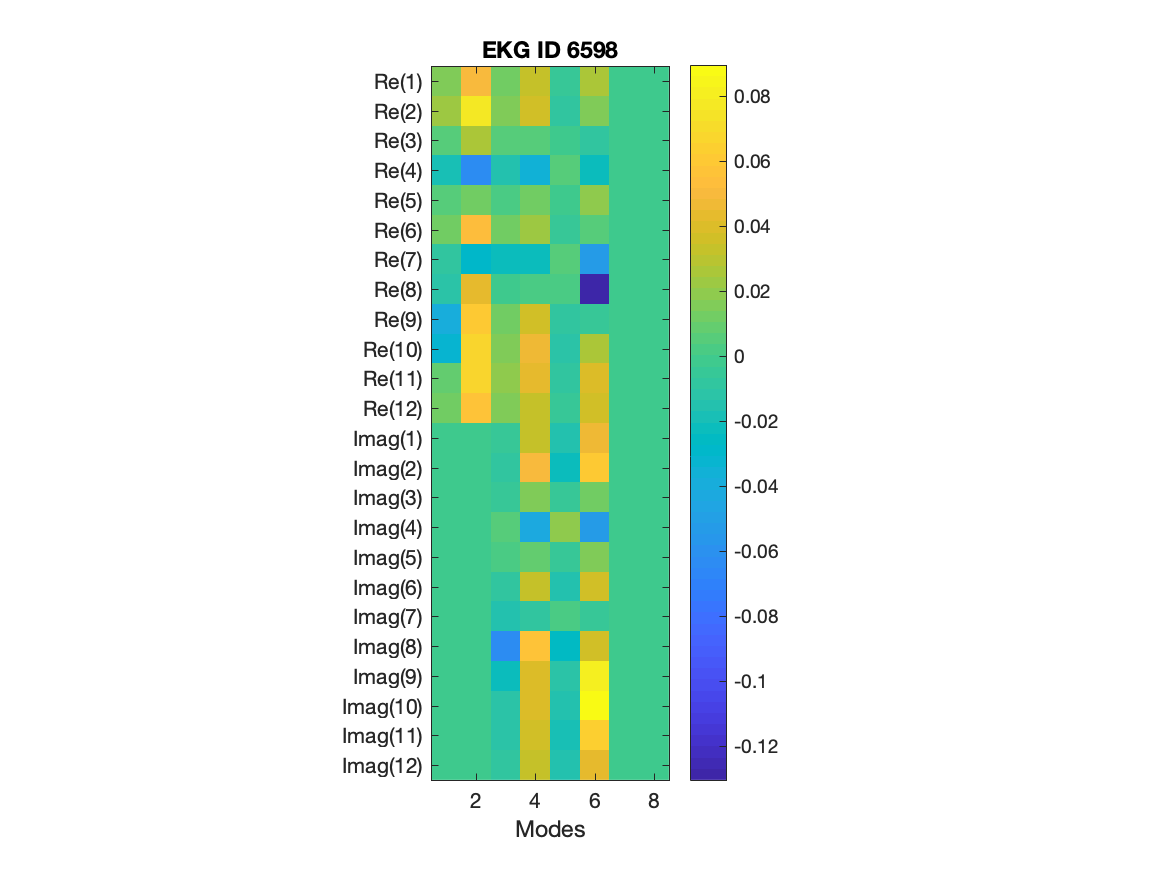 EKG ID 6598
Re(1)
Re(2)
Re(3)
Re(4)
Re(5)
Re(6)
Re(7)
Re(8)
Re(9)
Re(10)
Re(11)
Re(12)
Imag(1)
Imag(2)
Imag(3)
Imag(4)
Imag(5)
Imag(6)
Imag(7)
Imag(8)
Imag(9)
Imag(10)
Imag(11)
Imag(12)
2 4 6 8
Modes
0.08
0.06
0.04
0.02
0
-0.02
-0.04
-0.06
-0.08
-0.1
-0.12